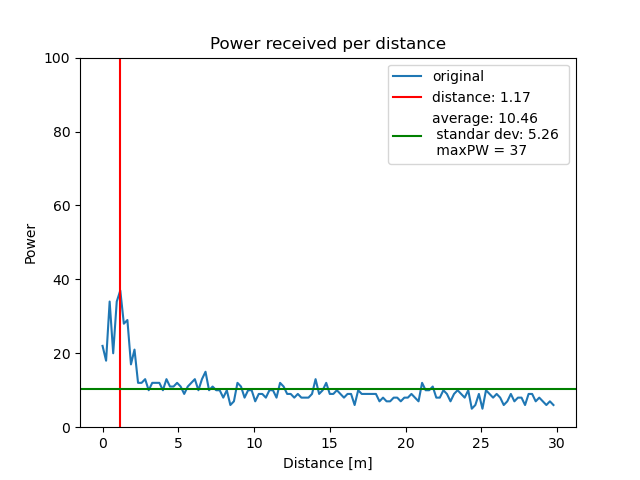 Power received per distance
original
distance: 1.17
average: 10.46
standar dev: 5.26
maxPW = 37
100
80
60
40
20
0
Power
0 5 10 15 20 25 30
Distance [m]